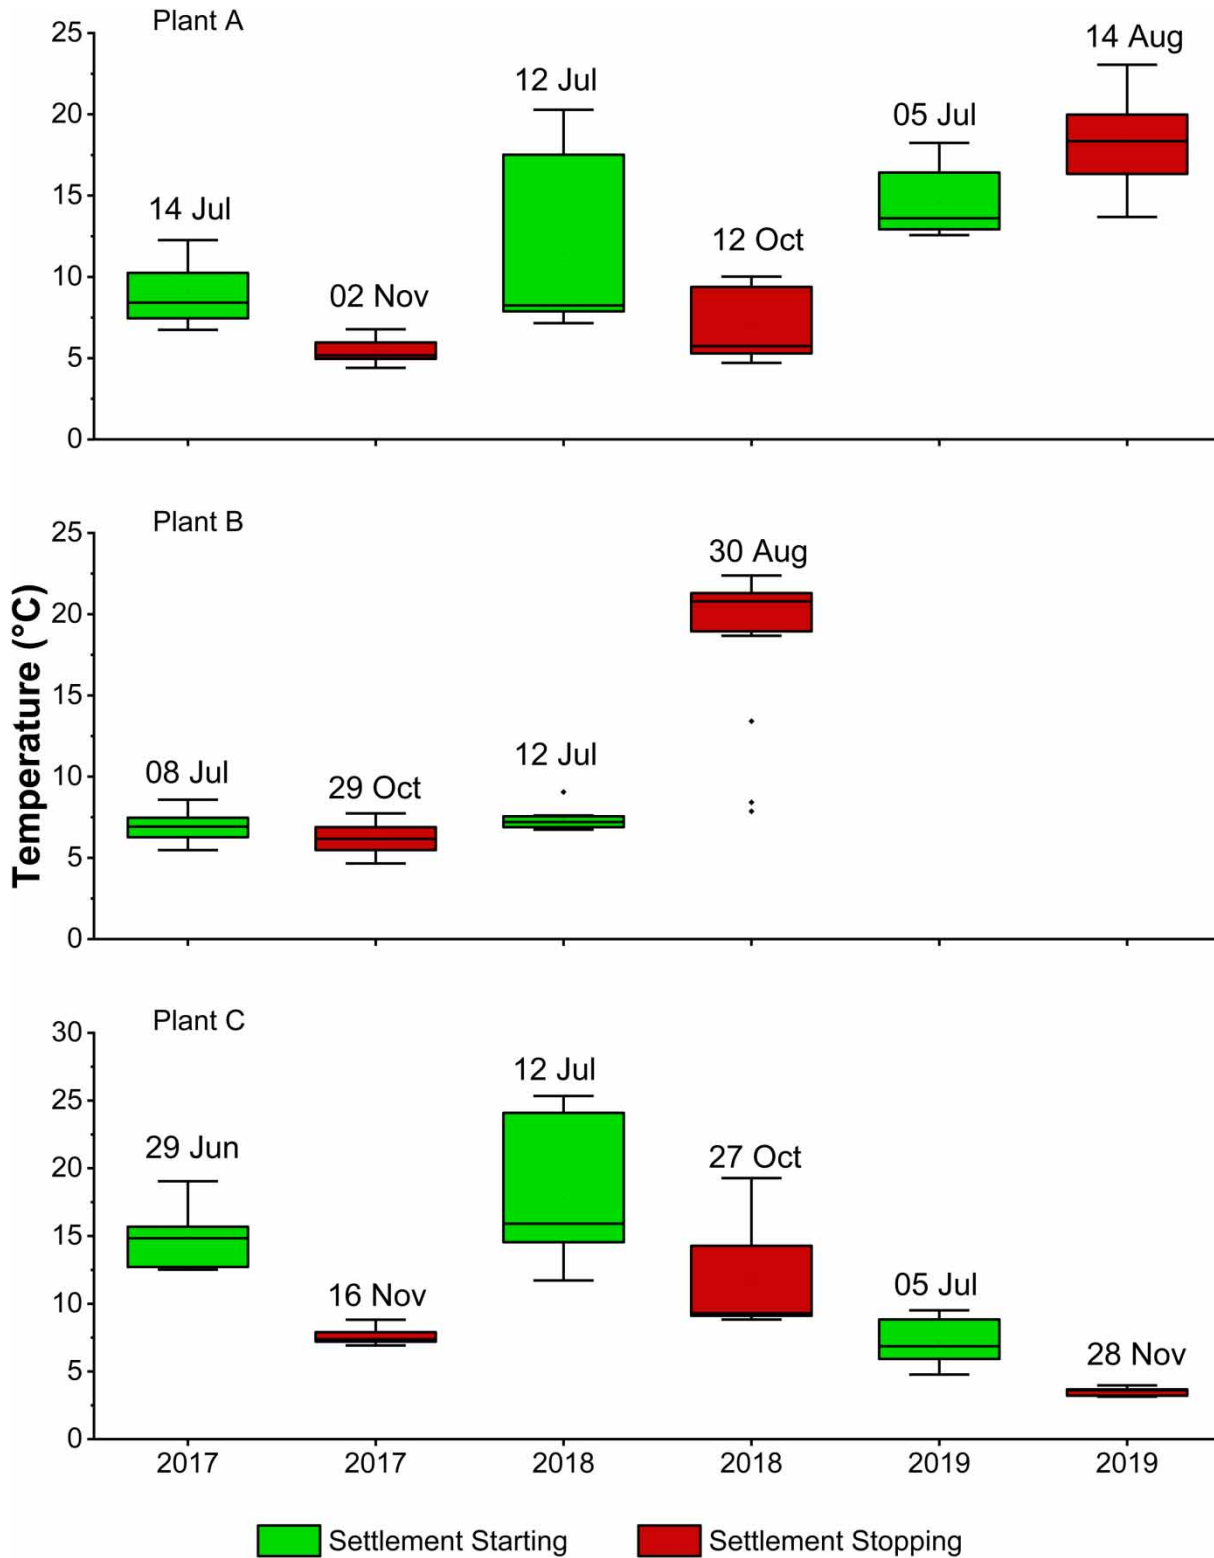 Plant A
25
20
15
10
5
0
14 Jul
02 Nov
12 Jul
12 Oct
05 Jul
14 Aug
Temperature (°C)
Plant B
25
20
15
10
5
0
08 Jul
29 Oct
12 Jul
30 Aug
Plant C
30
25
20
15
10
5
0
29 Jun
16 Nov
12 Jul
27 Oct
05 Jul
28 Nov
2017 2017 2018 2018 2019 2019
Settlement Starting Settlement Stopping